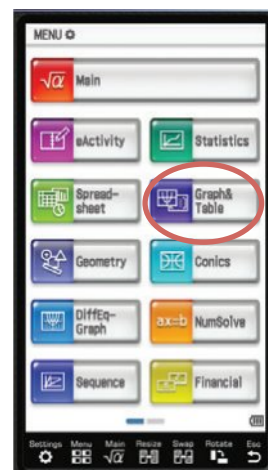 MENU
√α Main
eActivity Statistics
Spread-
sheet
Graph&
Table
Geometry Conics
DiffEq-
Graph
ax=b NumSolve
Sequence Financial
Settings Menu Main Resize Swap Rotate Esc
√α